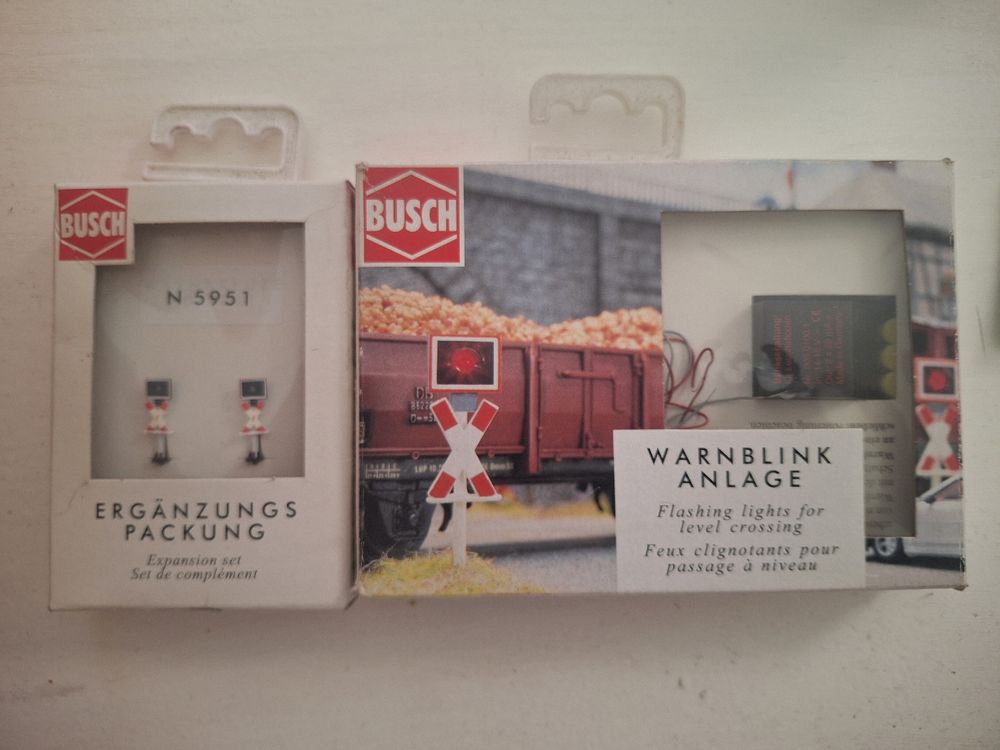 BUSCH
N 5951
ERGÄNZUNGS
PACKUNG
Expansion set
Set de complément
BUSCH
WARNBLINK
ANLAGE
Flashing lights for
level crossing
Feux clignotants pour
passage à niveau